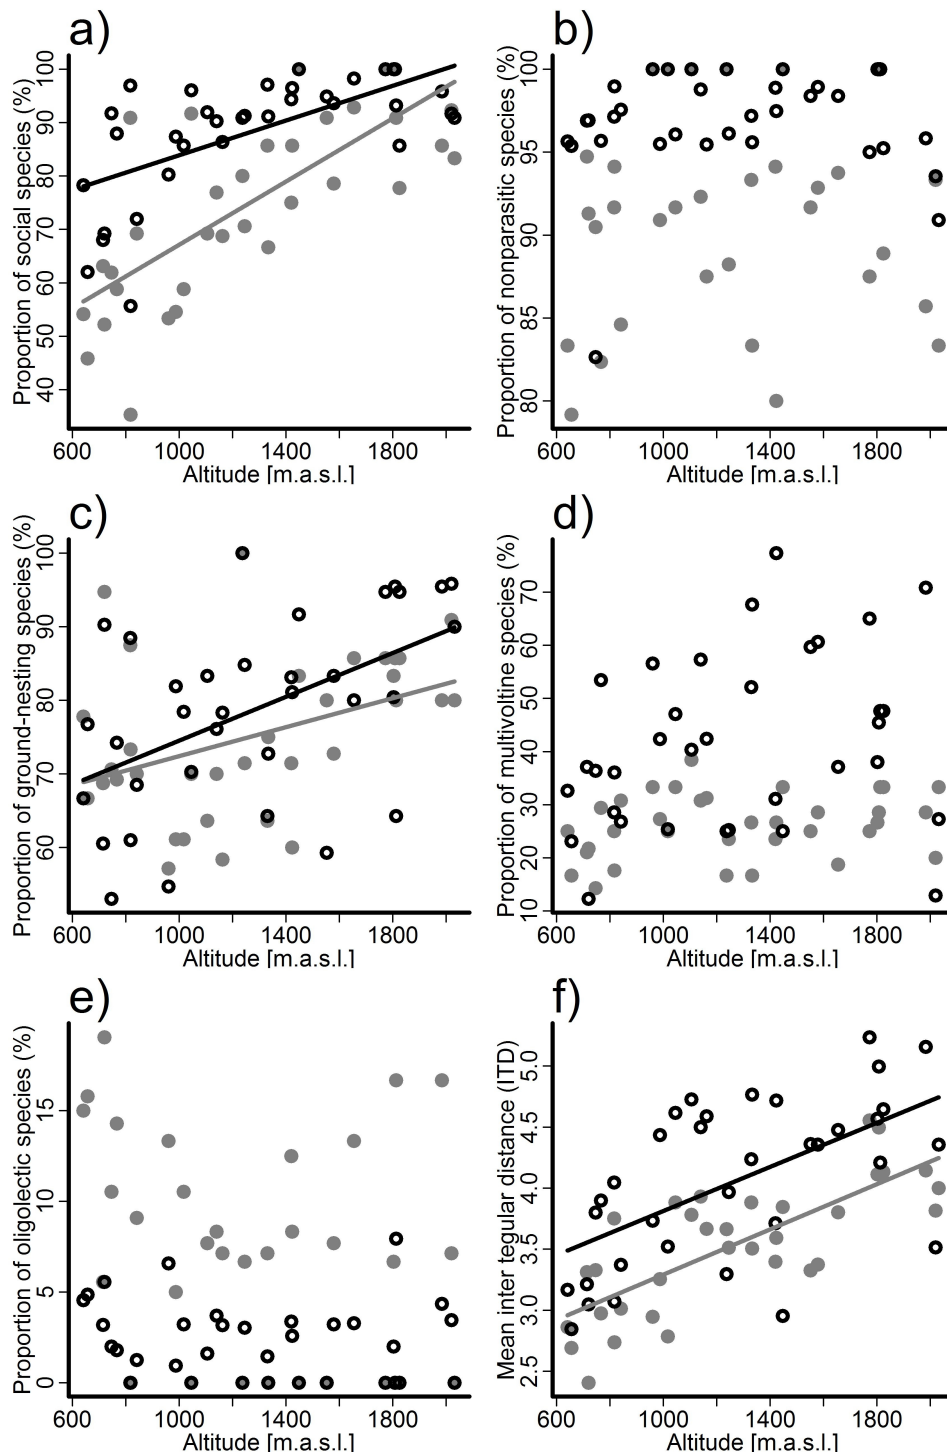 a)
Proportion of social species (%)
100
90
80
70
60
50
40
600 1000 1400 1800
Altitude [m.a.s.l.]
b)
Proportion of nonparasitic species (%)
100
95
90
85
80
600 1000 1400 1800
Altitude [m.a.s.l.]
c)
Proportion of ground-nesting species (%)
100
90
80
70
60
600 1000 1400 1800
Altitude [m.a.s.l.]
d)
Proportion of multivoltine species (%)
70
60
50
40
30
20
10
600 1000 1400 1800
Altitude [m.a.s.l.]
e)
Proportion of oligolectic species (%)
15
10
5
0
600 1000 1400 1800
Altitude [m.a.s.l.]
f)
Mean inter tegular distance (ITD)
5.0
4.5
4.0
3.5
3.0
2.5
600 1000 1400 1800
Altitude [m.a.s.l.]